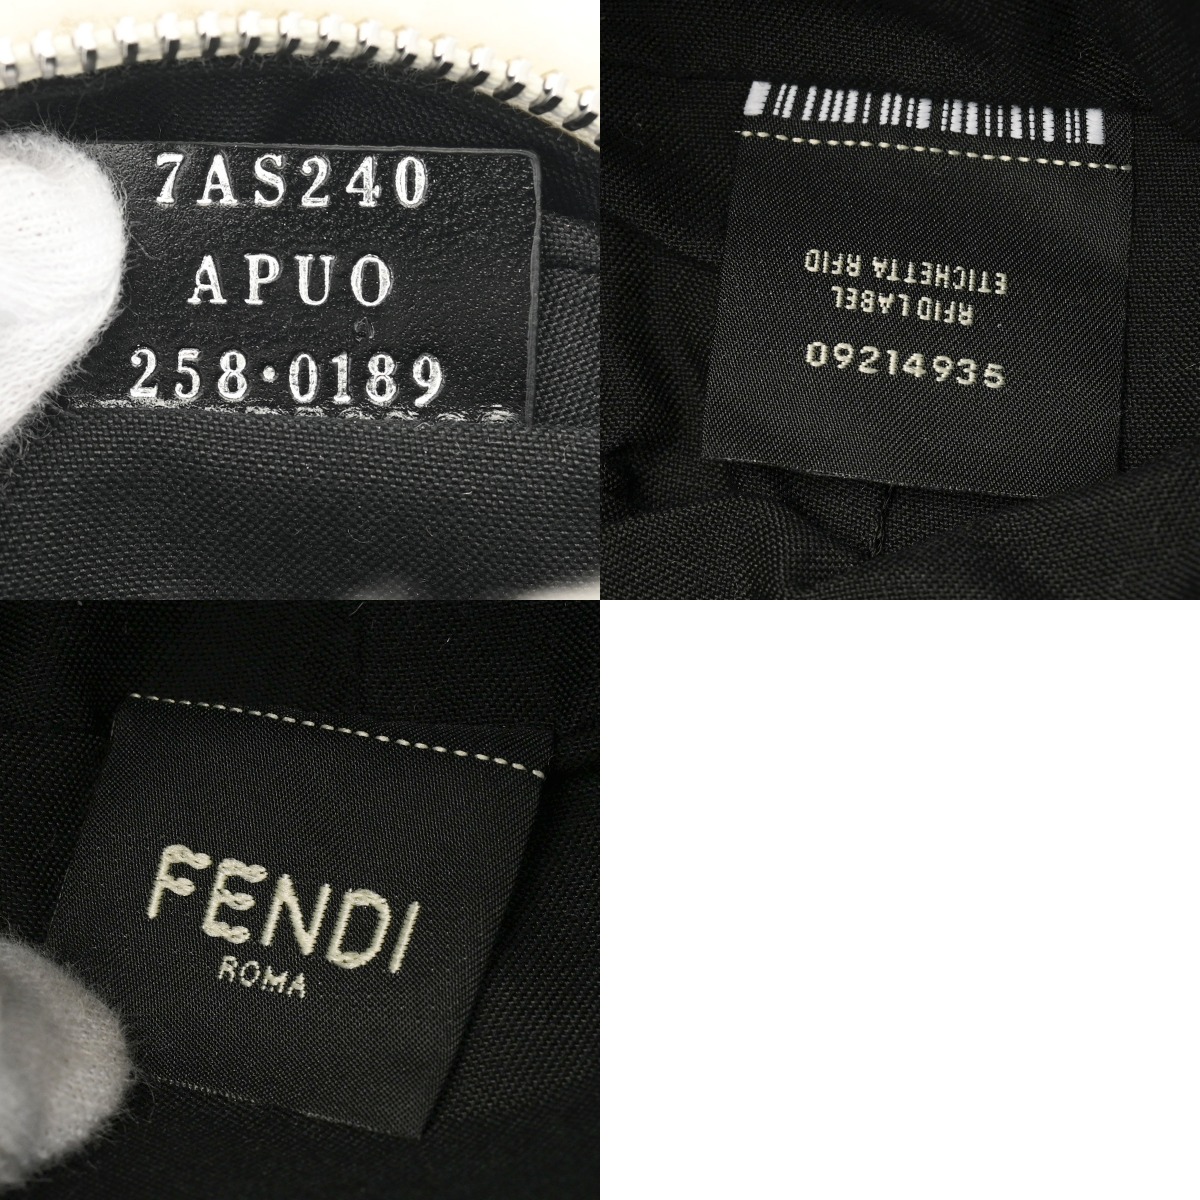 7AS240
APUO
258·0189
ETICHETTA RFID
RFID LABEL
09214935
FENDI
ROMA